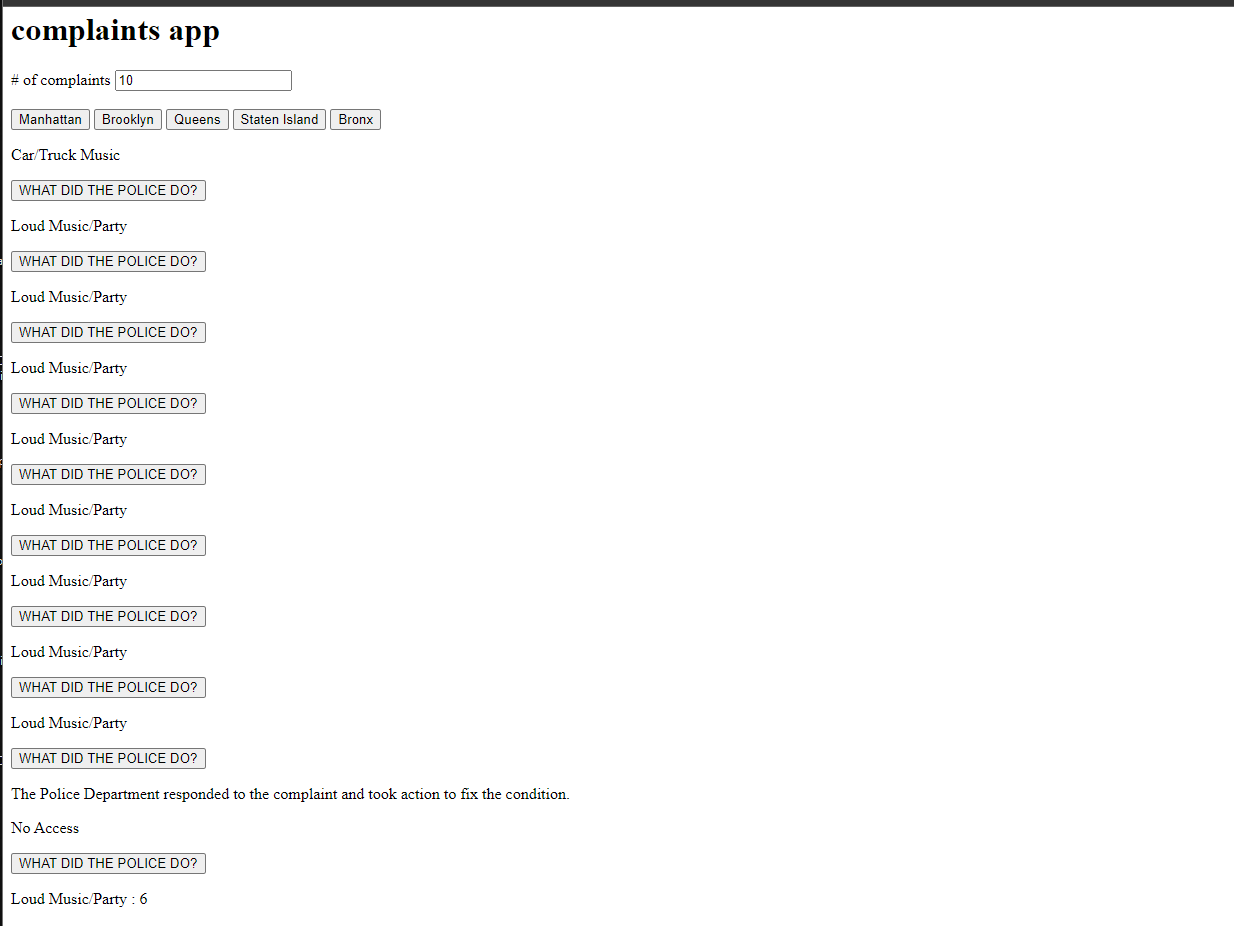 complaints app
# of complaints 10
Manhattan Brooklyn Queens Staten Island Bronx
Car/Truck Music
WHAT DID THE POLICE DO?
Loud Music/Party
WHAT DID THE POLICE DO?
Loud Music/Party
WHAT DID THE POLICE DO?
Loud Music/Party
WHAT DID THE POLICE DO?
Loud Music/Party
WHAT DID THE POLICE DO?
Loud Music/Party
WHAT DID THE POLICE DO?
Loud Music/Party
WHAT DID THE POLICE DO?
Loud Music/Party
WHAT DID THE POLICE DO?
Loud Music/Party
WHAT DID THE POLICE DO?
The Police Department responded to the complaint and took action to fix the condition.
No Access
WHAT DID THE POLICE DO?
Loud Music/Party : 6